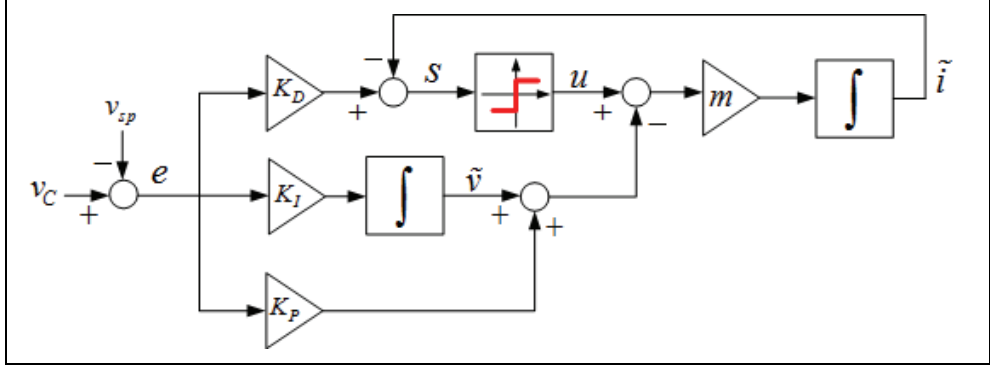 − ĩ
K_D + − s u + − m ∫
v_sp
−
v_C + e K_I ∫ ṽ + +
K_P